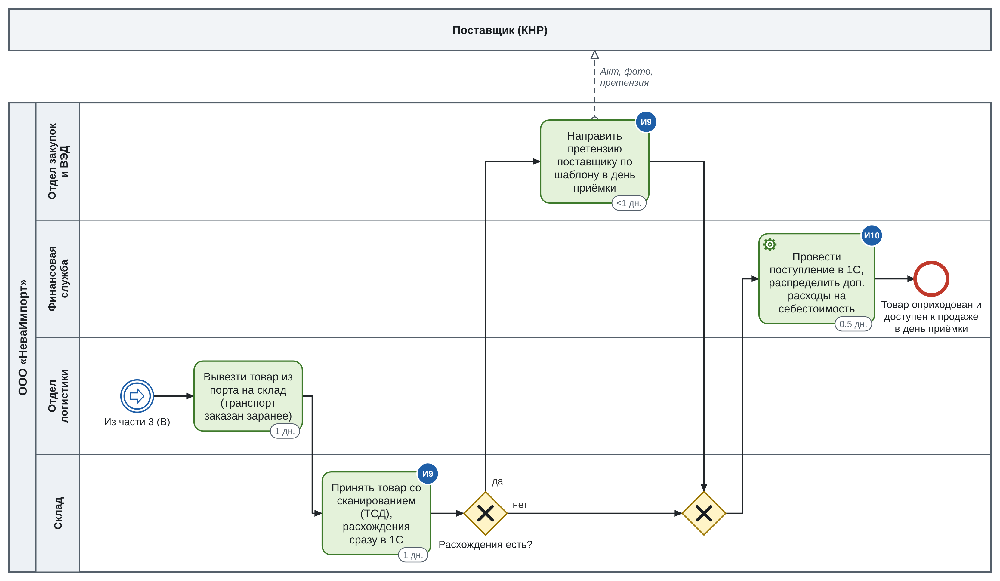 Поставщик (КНР)
Акт, фото,
претензия
ООО «НеваИмпорт»
Отдел закупок
и ВЭД
И9
Направить
претензию
поставщику по
шаблону в день
приёмки
≤1 дн.
Финансовая
служба
И10
Провести
поступление в 1С,
распределить доп.
расходы на
себестоимость
0,5 дн.
Товар оприходован и
доступен к продаже
в день приёмки
Отдел
логистики
Из части 3 (В)
Вывезти товар из
порта на склад
(транспорт
заказан заранее)
1 дн.
Склад
И9
Принять товар со
сканированием
(ТСД),
расхождения
сразу в 1С
1 дн.
да
нет
Расхождения есть?